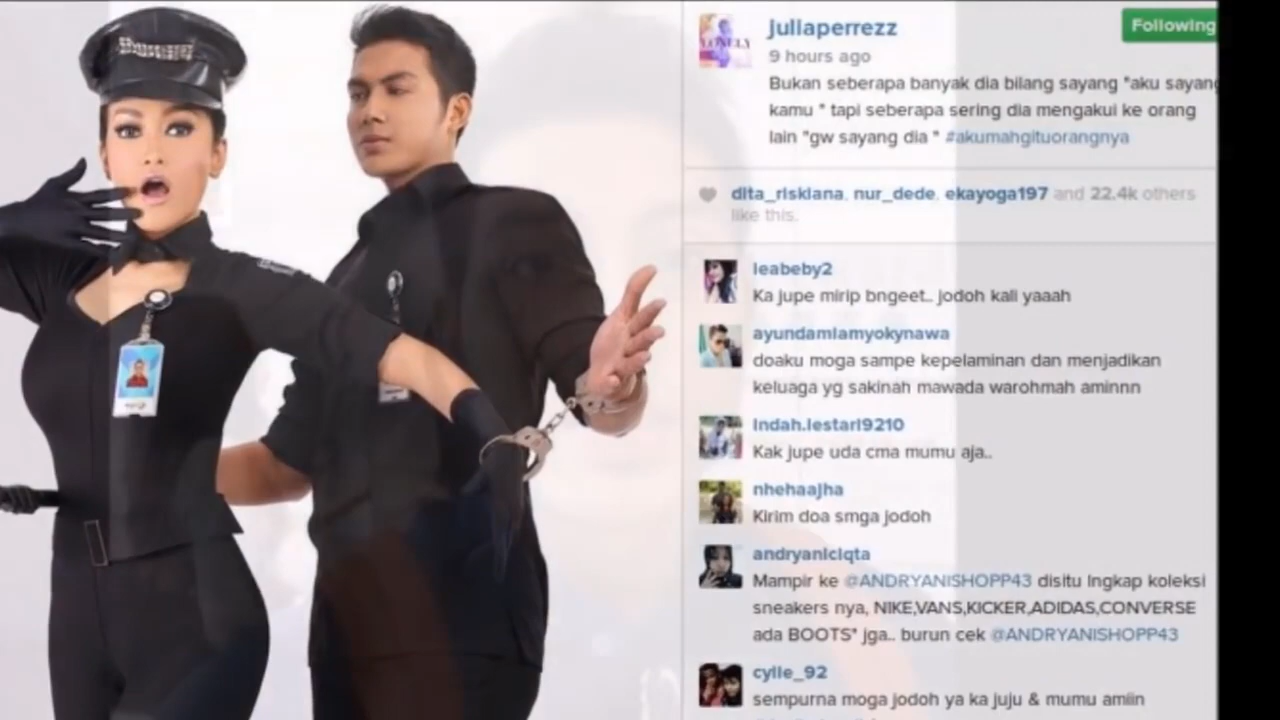 jullaperrezz
Following
9 hours ago
Bukan seberapa banyak dia bilang sayang "aku sayang
kamu " tapi seberapa sering dia mengakui ke orang
lain "gw sayang dia " #akumahgituorangnya
dita_riskiana, nur_dede, ekayoga197 and 22.4k others
like this.
leabeby2
Ka jupe mirip bngeet.. jodoh kali yaaah
ayundamiamyokynawa
doaku moga sampe kepelaminan dan menjadikan
keluaga yg sakinah mawada warohmah aminnn
indah.lestari9210
Kak jupe uda cma mumu aja..
nhehaajha
Kirim doa smga jodoh
andryaniciqta
Mampir ke @ANDRYANISHOPP43 disitu lngkap koleksi
sneakers nya, NIKE,VANS,KICKER,ADIDAS,CONVERSE
ada BOOTS" jga.. burun cek @ANDRYANISHOPP43
cylle_92
sempurna moga jodoh ya ka juju & mumu amiin